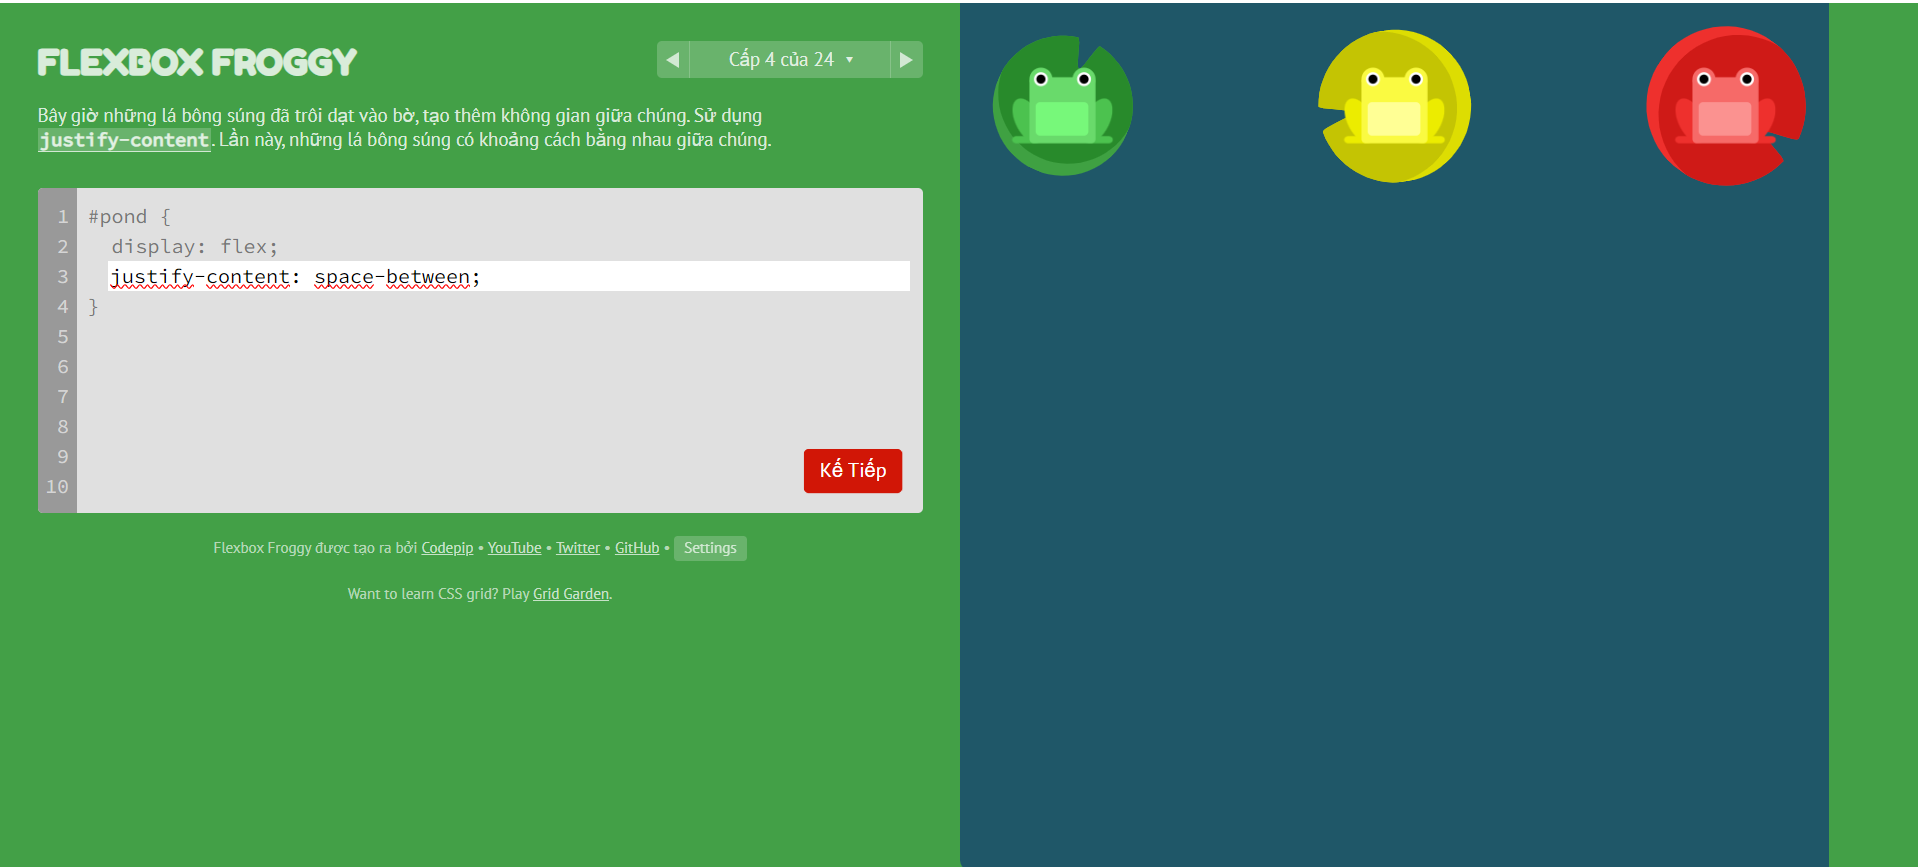 FLEXBOX FROGGY
◀ Cấp 4 của 24 ▼ ▶
Bây giờ những lá bông súng đã trôi dạt vào bờ, tạo thêm không gian giữa chúng. Sử dụng
justify-content. Lần này, những lá bông súng có khoảng cách bằng nhau giữa chúng.
1 #pond {
2 display: flex;
3 justify-content: space-between;
4 }
5
6
7
8
9
10
Kế Tiếp
Flexbox Froggy được tạo ra bởi Codepip • YouTube • Twitter • GitHub • Settings
Want to learn CSS grid? Play Grid Garden.